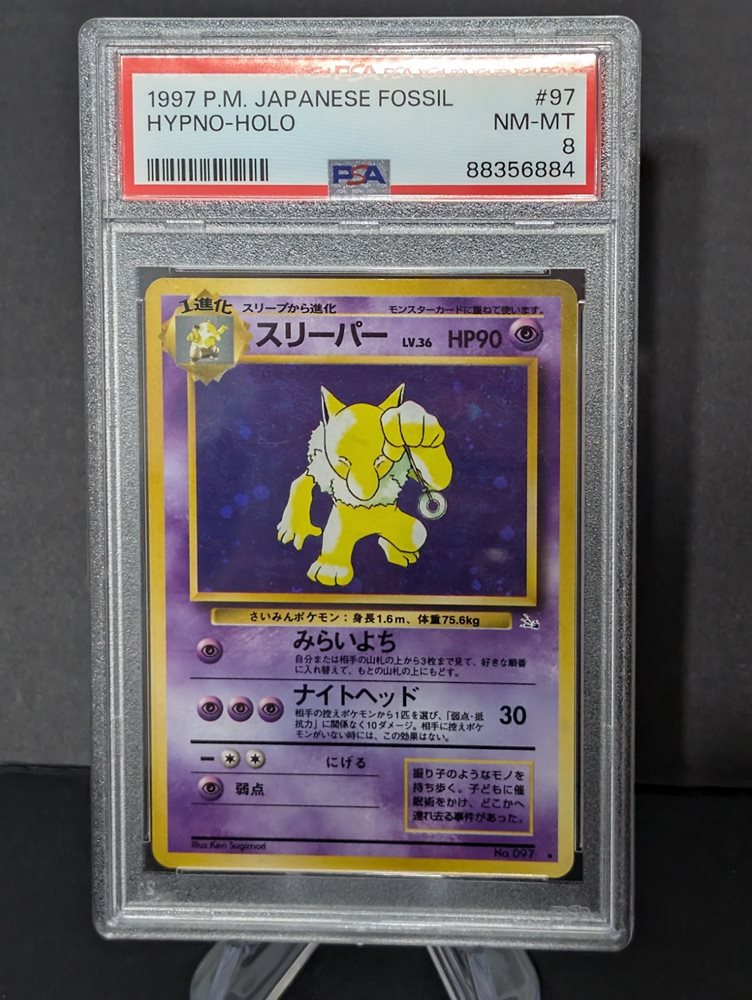 1997 P.M. JAPANESE FOSSIL #97
HYPNO-HOLO NM-MT
8
PSA 88356884
1進化 スリープから進化 モンスターカードに重ねて使います。
スリーパー LV.36 HP90
さいみんポケモン：身長1.6m、体重75.6kg
みらいよち
自分または相手の山札の上から3枚まで見て、好きな順番
に入れ替えて、もとの山札の上にもどす。
ナイトヘッド 30
相手の控えポケモンから1匹を選び、「弱点・抵
抗力」に関係なく10ダメージ。相手に控えポケ
モンがいない時には、この効果はない。
にげる
弱点
振り子のようなモノを
持ち歩く。子どもに催
眠術をかけ、どこかへ
連れ去る事件があった。
Illus. Ken Sugimori No. 097